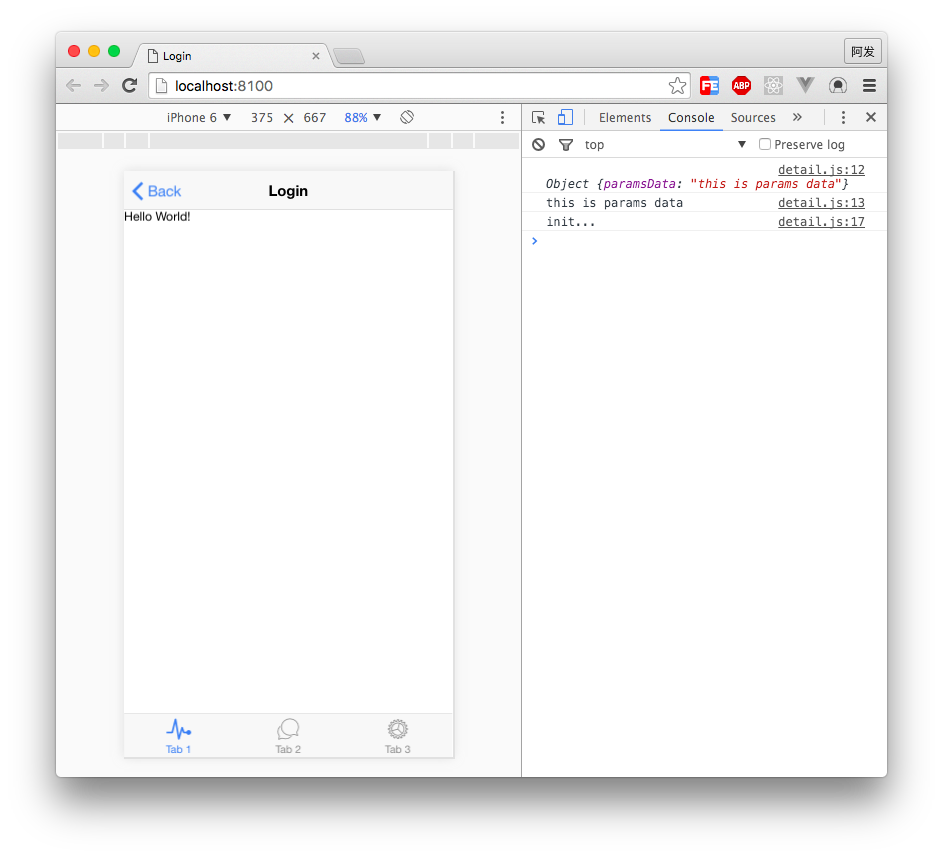 Login
阿发
localhost:8100
FE
ABP
iPhone 6 ▼ 375 × 667 88% ▼
Elements Console Sources »
top ▼ Preserve log
Back Login
Hello World!
Tab 1 Tab 2 Tab 3
detail.js:12
Object {paramsData: "this is params data"}
this is params data detail.js:13
init... detail.js:17
>